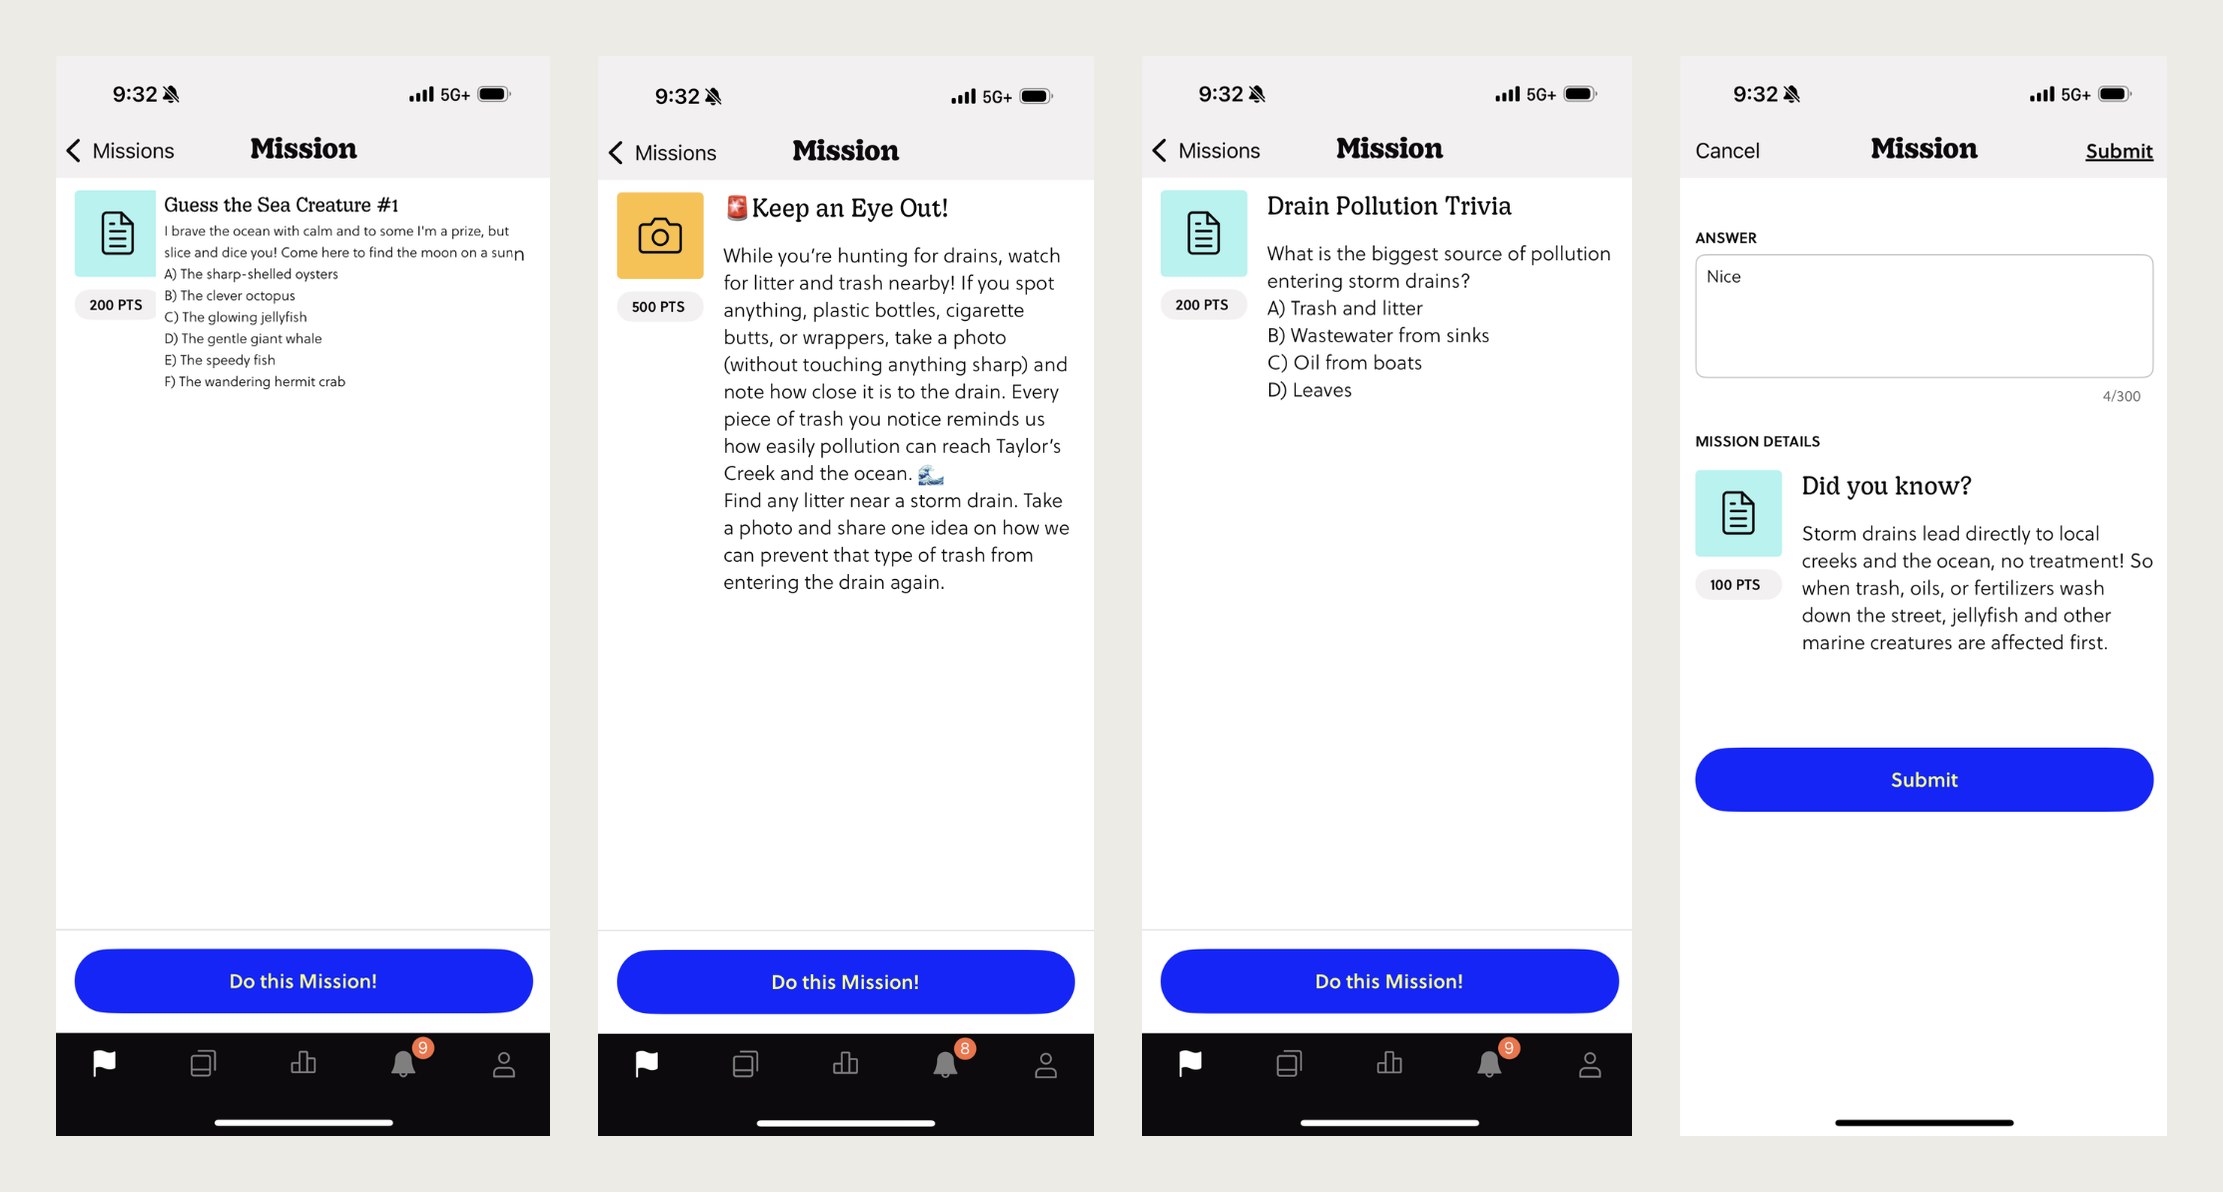 9:32
5G+
Missions
Mission
Guess the Sea Creature #1
I brave the ocean with calm and to some I'm a prize, but
slice and dice you! Come here to find the moon on a sunn
A) The sharp-shelled oysters
B) The clever octopus
200 PTS
C) The glowing jellyfish
D) The gentle giant whale
E) The speedy fish
F) The wandering hermit crab
Do this Mission!
9
9:32
5G+
Missions
Mission
🚨Keep an Eye Out!
500 PTS
While you’re hunting for drains, watch
for litter and trash nearby! If you spot
anything, plastic bottles, cigarette
butts, or wrappers, take a photo
(without touching anything sharp) and
note how close it is to the drain. Every
piece of trash you notice reminds us
how easily pollution can reach Taylor’s
Creek and the ocean. 🌊
Find any litter near a storm drain. Take
a photo and share one idea on how we
can prevent that type of trash from
entering the drain again.
Do this Mission!
8
9:32
5G+
Missions
Mission
Drain Pollution Trivia
200 PTS
What is the biggest source of pollution
entering storm drains?
A) Trash and litter
B) Wastewater from sinks
C) Oil from boats
D) Leaves
Do this Mission!
9
9:32
5G+
Cancel
Mission
Submit
ANSWER
Nice
4/300
MISSION DETAILS
Did you know?
100 PTS
Storm drains lead directly to local
creeks and the ocean, no treatment! So
when trash, oils, or fertilizers wash
down the street, jellyfish and other
marine creatures are affected first.
Submit